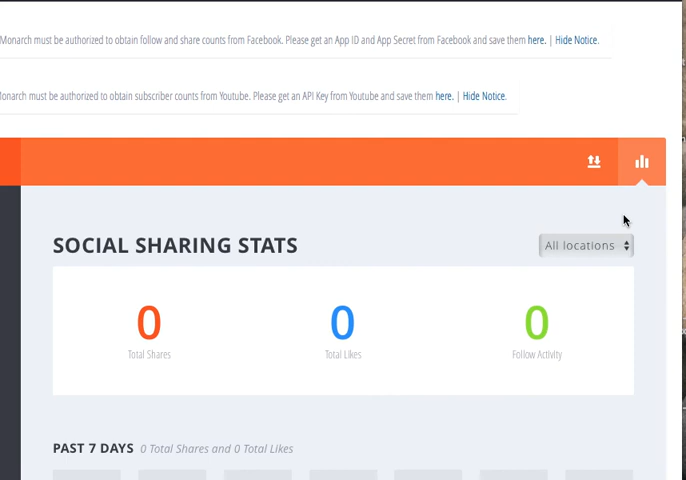 Monarch must be authorized to obtain follow and share counts from Facebook. Please get an App ID and App Secret from Facebook and save them here. | Hide Notice.
Monarch must be authorized to obtain subscriber counts from Youtube. Please get an API Key from Youtube and save them here. | Hide Notice.
SOCIAL SHARING STATS
All locations
0 0 0
Total Shares Total Likes Follow Activity
PAST 7 DAYS 0 Total Shares and 0 Total Likes